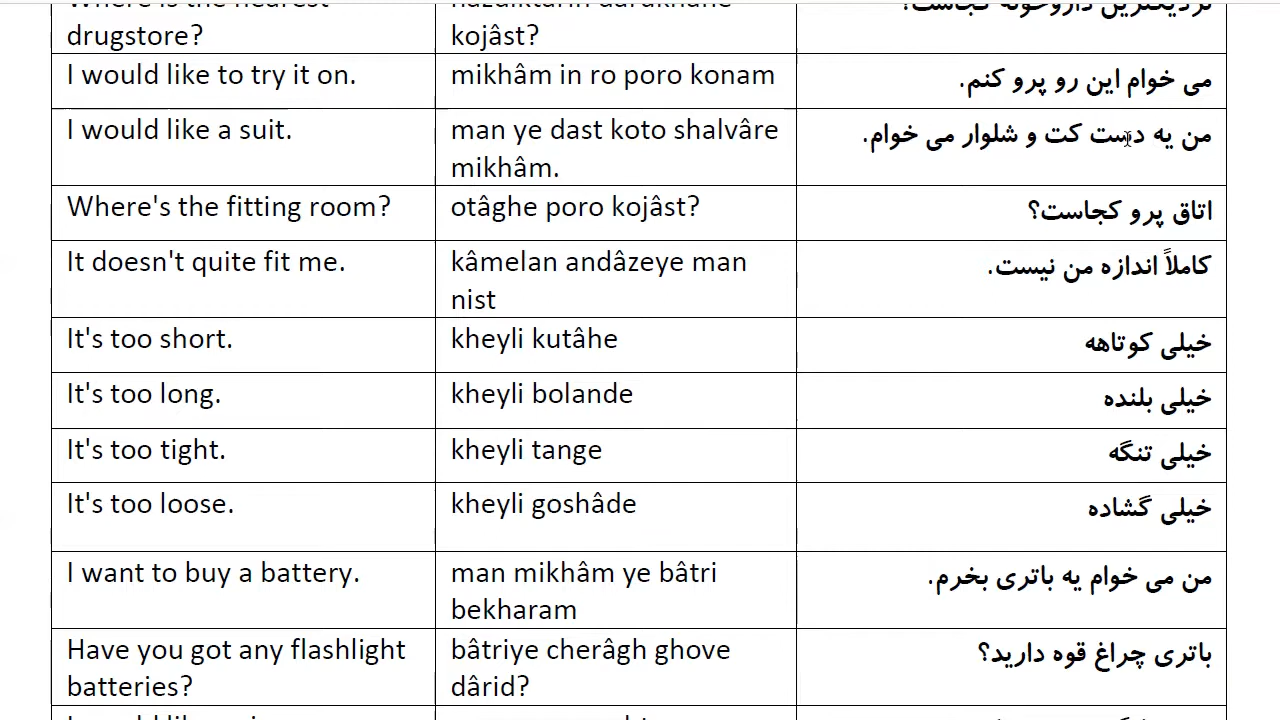 drugstore?
kojâst?
I would like to try it on.
mikhâm in ro poro konam
می خوام این رو پرو کنم.
I would like a suit.
man ye dast koto shalvâre
mikhâm.
من یه دست کت و شلوار می خوام.
Where's the fitting room?
otâghe poro kojâst?
اتاق پرو کجاست؟
It doesn't quite fit me.
kâmelan andâzeye man
nist
کاملاً اندازه من نیست.
It's too short.
kheyli kutâhe
خیلی کوتاهه
It's too long.
kheyli bolande
خیلی بلنده
It's too tight.
kheyli tange
خیلی تنگه
It's too loose.
kheyli goshâde
خیلی گشاده
I want to buy a battery.
man mikhâm ye bâtri
bekharam
من می خوام یه باتری بخرم.
Have you got any flashlight
batteries?
bâtriye cherâgh ghove
dârid?
باتری چراغ قوه دارید؟